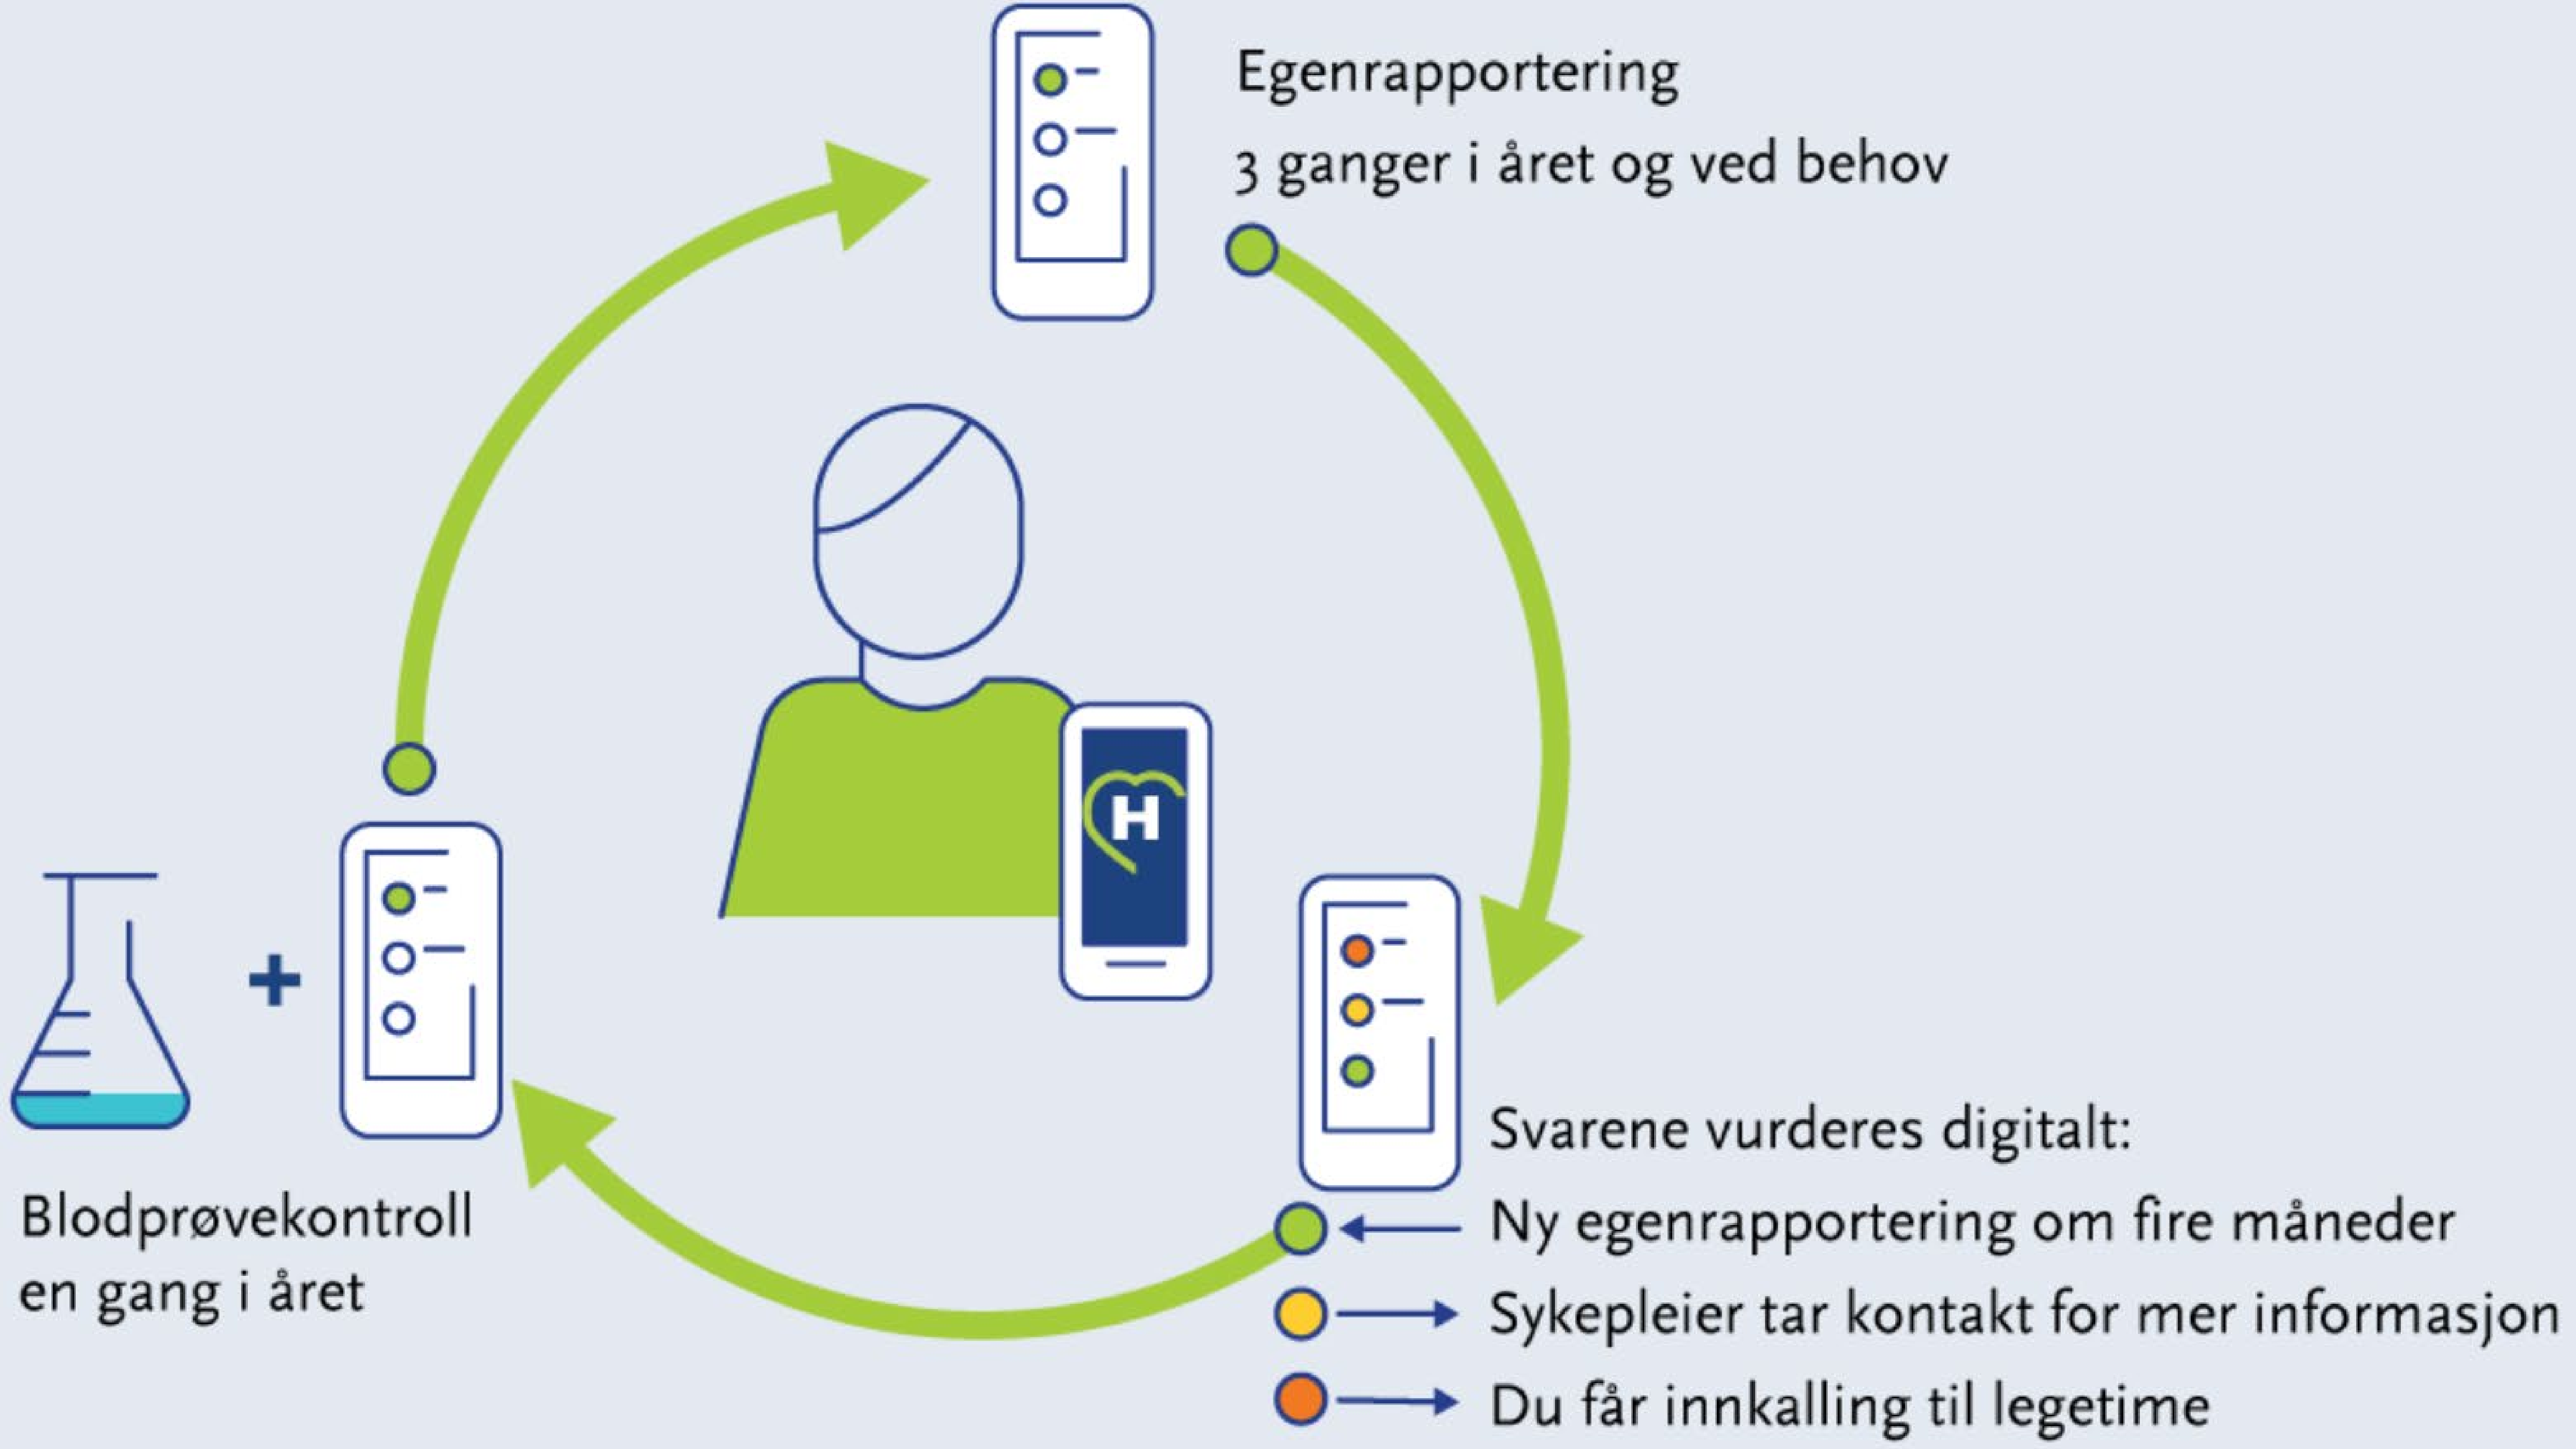 Egenrapportering
3 ganger i året og ved behov
H
Svarene vurderes digitalt:
Ny egenrapportering om fire måneder
Sykepleier tar kontakt for mer informasjon
Du får innkalling til legetime
Blodprøvekontroll
en gang i året